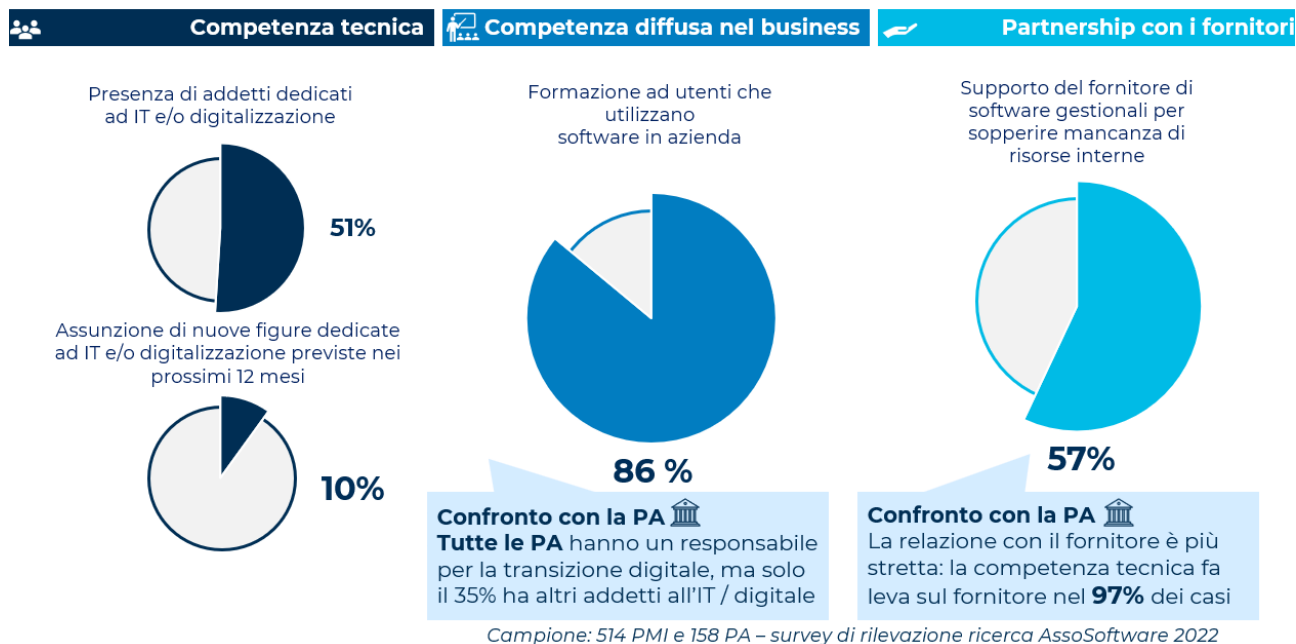 Competenza tecnica
Presenza di addetti dedicati
ad IT e/o digitalizzazione
51%
Assunzione di nuove figure dedicate
ad IT e/o digitalizzazione previste nei
prossimi 12 mesi
10%
Competenza diffusa nel business
Formazione ad utenti che
utilizzano
software in azienda
86 %
Confronto con la PA
Tutte le PA hanno un responsabile
per la transizione digitale, ma solo
il 35% ha altri addetti all'IT / digitale
Partnership con i fornitori
Supporto del fornitore di
software gestionali per
sopperire mancanza di
risorse interne
57%
Confronto con la PA
La relazione con il fornitore è più
stretta: la competenza tecnica fa
leva sul fornitore nel 97% dei casi
Campione: 514 PMI e 158 PA – survey di rilevazione ricerca AssoSoftware 2022